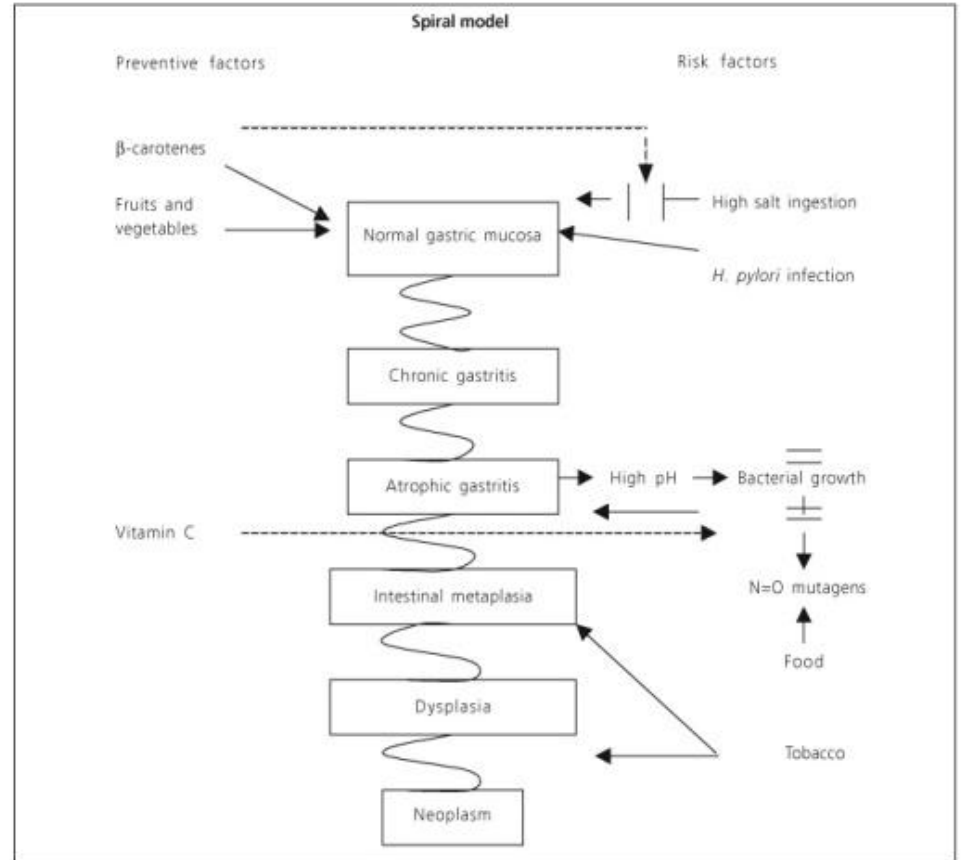 Spiral model
Preventive factors
Risk factors
β-carotenes
Fruits and
vegetables
High salt ingestion
Normal gastric mucosa
H. pylori infection
Chronic gastritis
Atrophic gastritis
High pH
Bacterial growth
Vitamin C
Intestinal metaplasia
N=O mutagens
Food
Dysplasia
Tobacco
Neoplasm